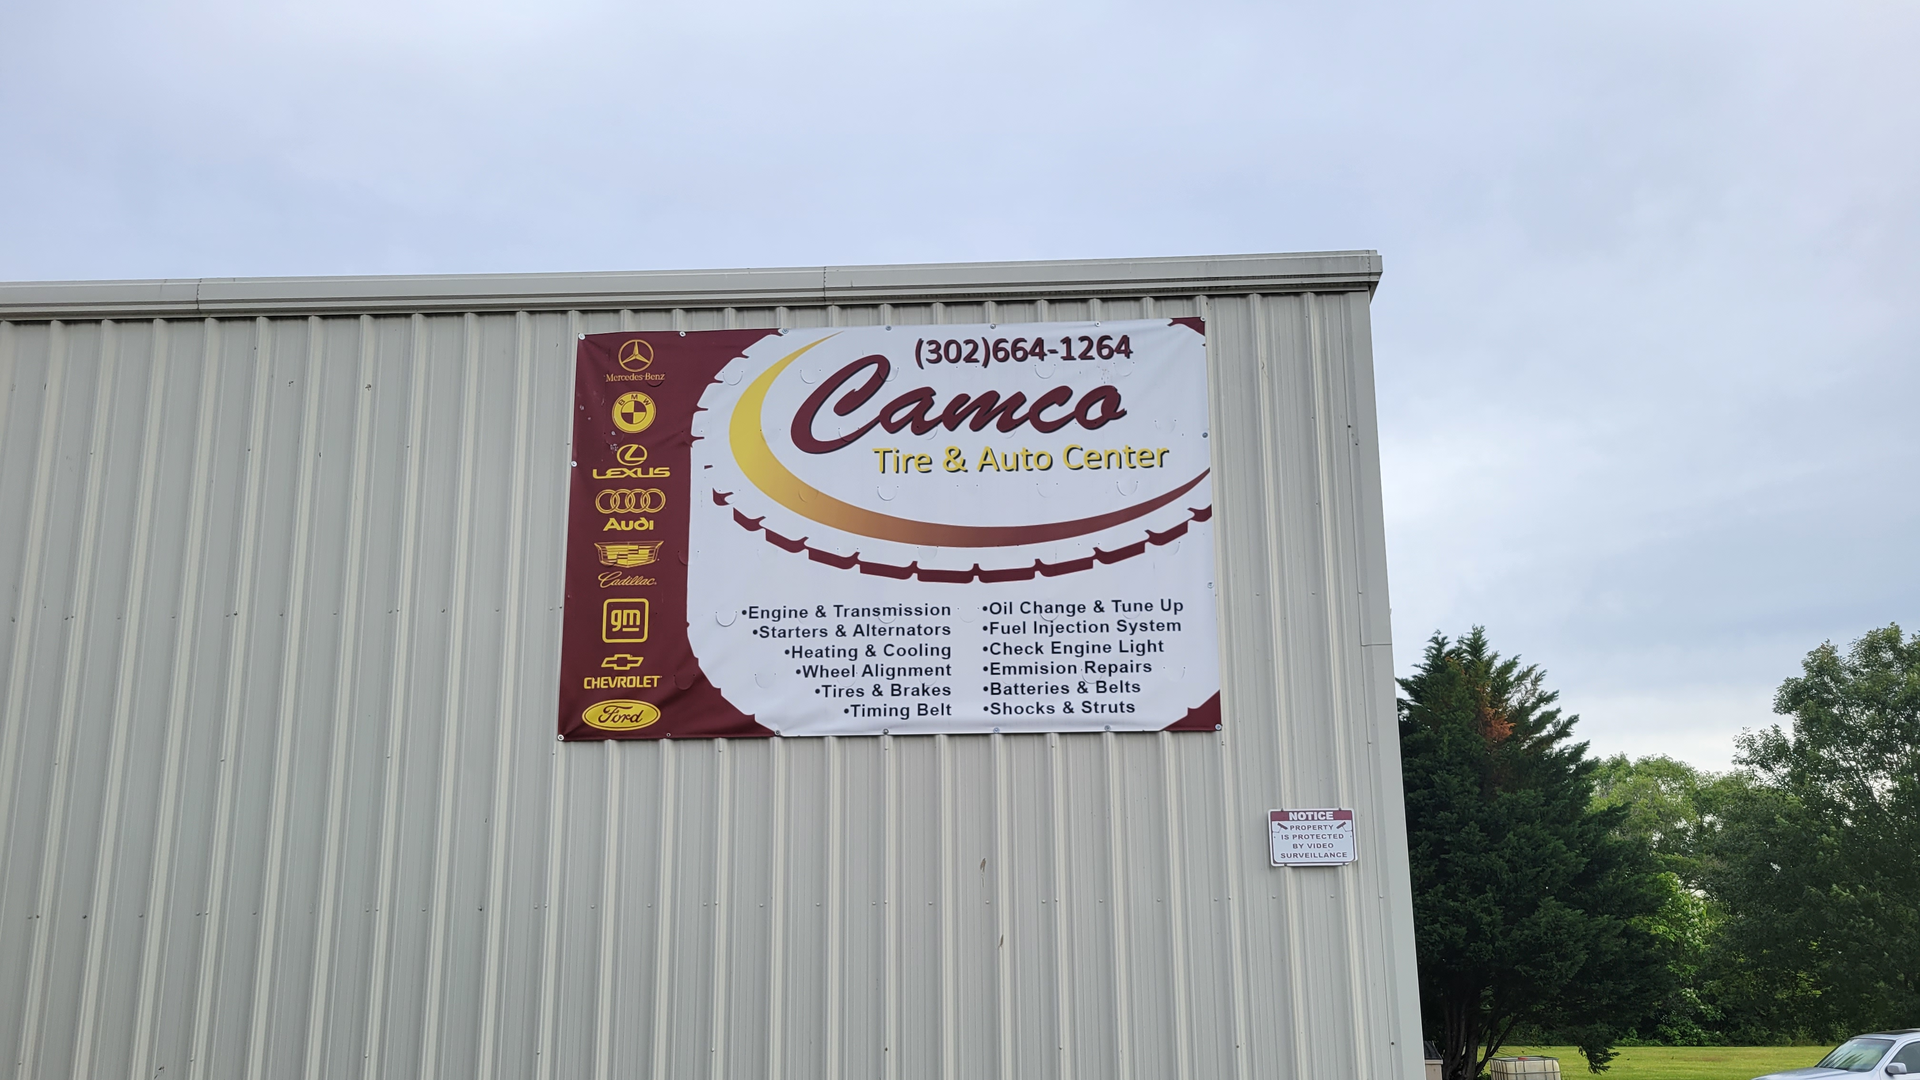 Mercedes-Benz
BMW
LEXUS
Audi
Cadillac
gm
CHEVROLET
Ford
(302)664-1264
Camco
Tire & Auto Center
•Engine & Transmission
•Starters & Alternators
•Heating & Cooling
•Wheel Alignment
•Tires & Brakes
•Timing Belt
•Oil Change & Tune Up
•Fuel Injection System
•Check Engine Light
•Emmision Repairs
•Batteries & Belts
•Shocks & Struts
NOTICE
PROPERTY
IS PROTECTED
BY VIDEO
SURVEILLANCE